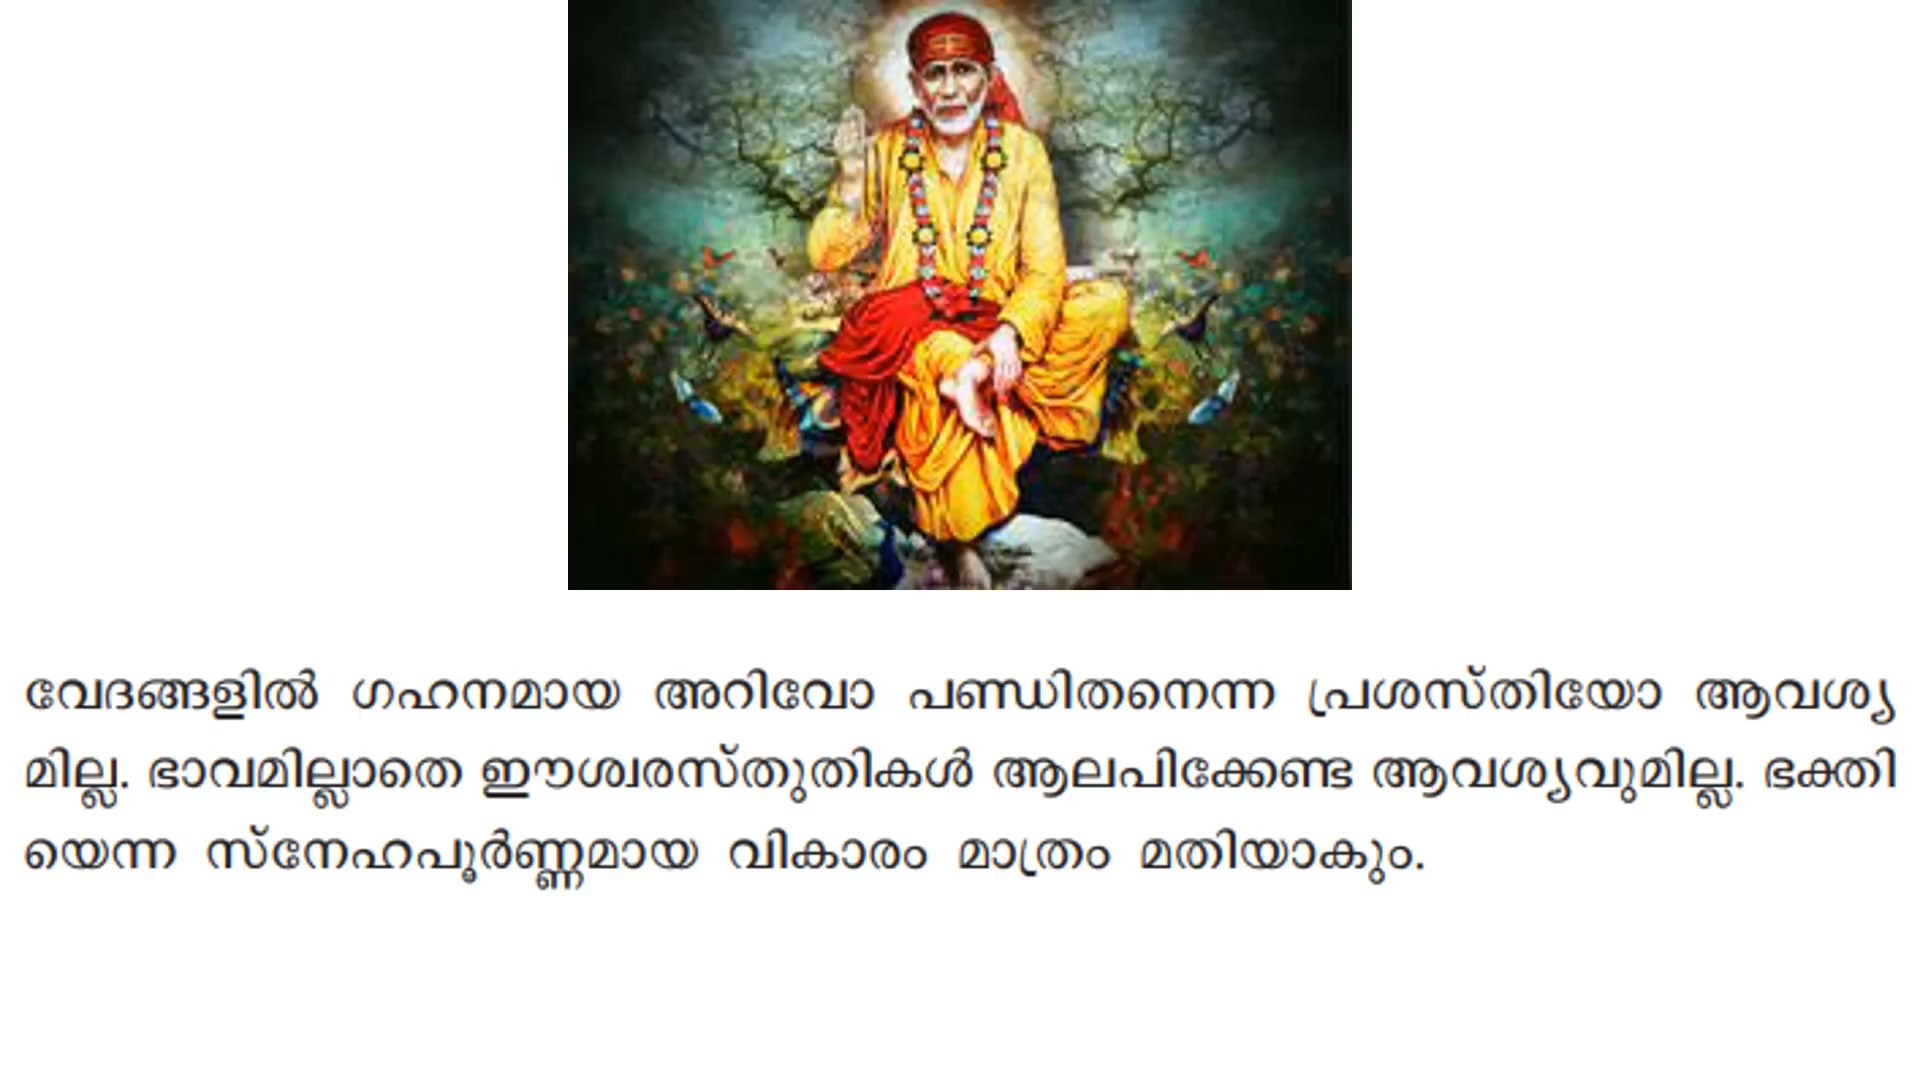 വേദങ്ങളിൽ ഗഹനമായ അറിവോ പണ്ഡിതനെന്ന പ്രശസ്തിയോ ആവശ്യ
മില്ല. ഭാവമില്ലാതെ ഈശ്വരസ്തുതികൾ ആലപിക്കേണ്ട ആവശ്യവുമില്ല. ഭക്തി
യെന്ന സ്നേഹപൂർണ്ണമായ വികാരം മാത്രം മതിയാകും.